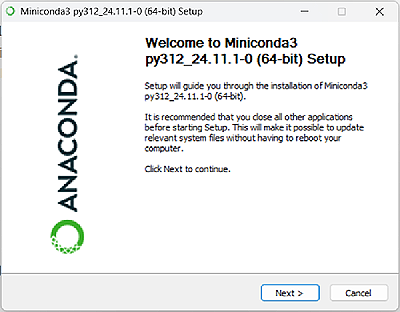 Miniconda3 py312_24.11.1-0 (64-bit) Setup
Welcome to Miniconda3
py312_24.11.1-0 (64-bit) Setup
Setup will guide you through the installation of Miniconda3
py312_24.11.1-0 (64-bit).
It is recommended that you close all other applications
before starting Setup. This will make it possible to update
relevant system files without having to reboot your
computer.
Click Next to continue.
ANACONDA.
Next >
Cancel